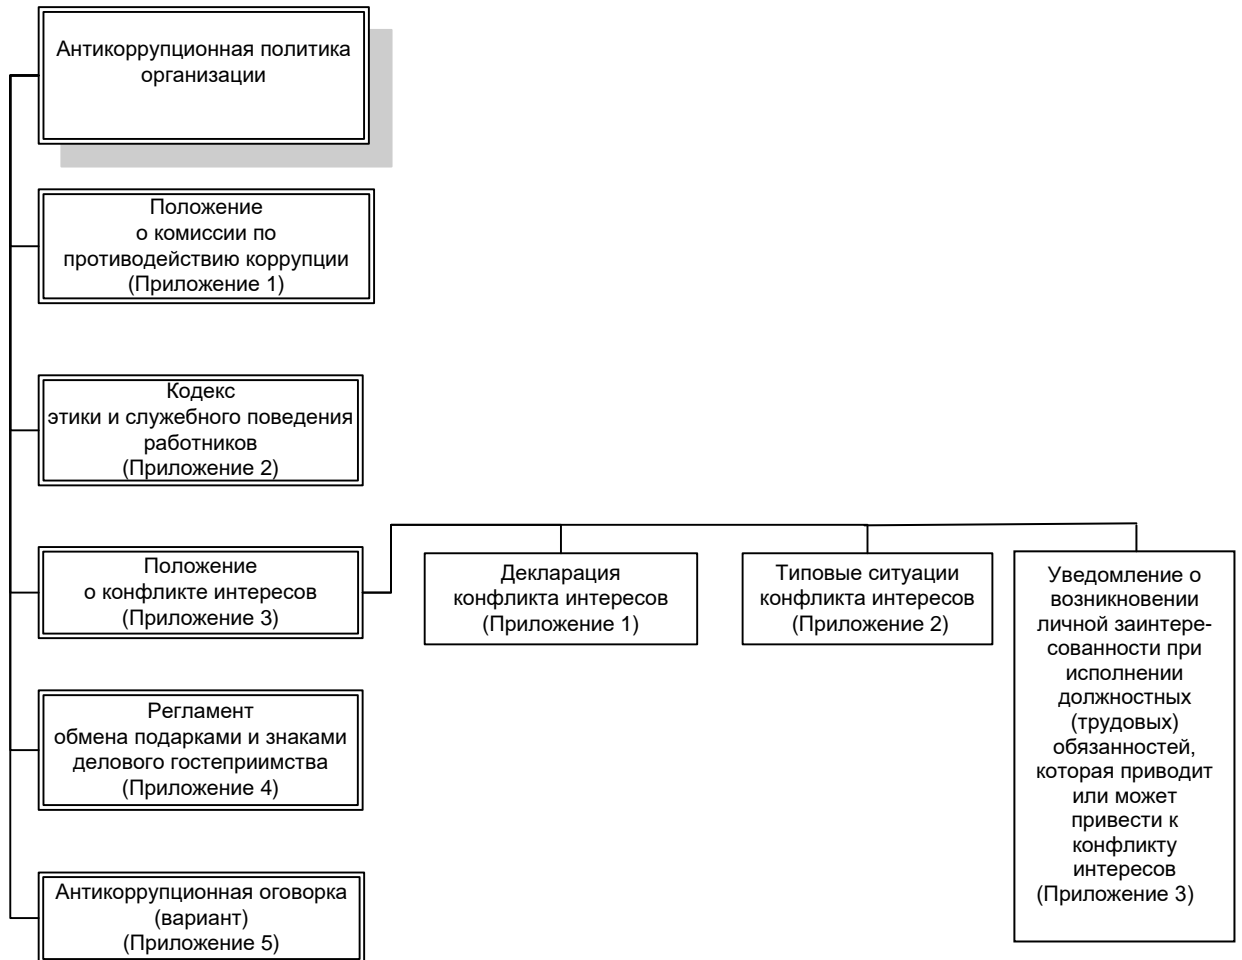 Антикоррупционная политика
организации
Положение
о комиссии по
противодействию коррупции
(Приложение 1)
Кодекс
этики и служебного поведения
работников
(Приложение 2)
Положение
о конфликте интересов
(Приложение 3)
Декларация
конфликта интересов
(Приложение 1)
Типовые ситуации
конфликта интересов
(Приложение 2)
Уведомление о
возникновении
личной заинтере-
сованности при
исполнении
должностных
(трудовых)
обязанностей,
которая приводит
или может
привести к
конфликту
интересов
(Приложение 3)
Регламент
обмена подарками и знаками
делового гостеприимства
(Приложение 4)
Антикоррупционная оговорка
(вариант)
(Приложение 5)